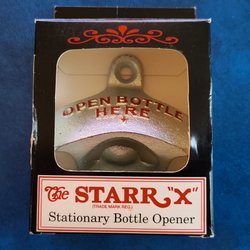 OPEN BOTTLE
HERE
The STARR "X"
(TRADE MARK REG.)
Stationary Bottle Opener